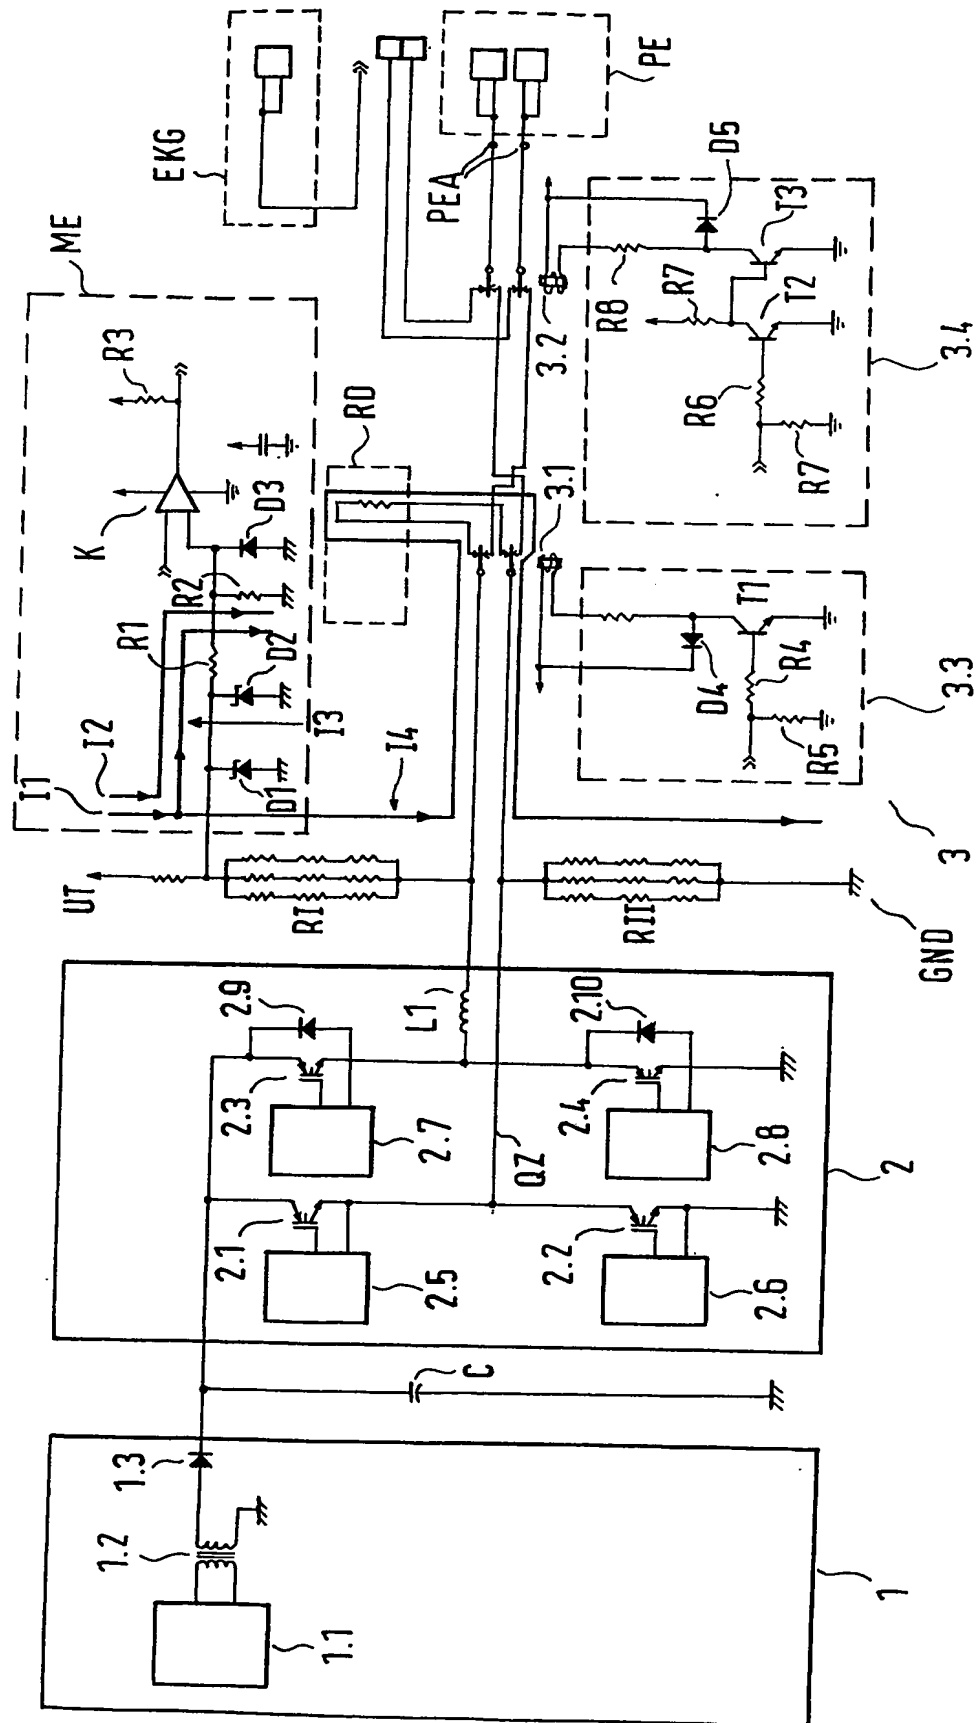 EKG
PE
PEA
ME
R3
K
D3
R2
R1
D2
I3
D1
I2
I1
I4
RD
UT
RI
RII
GND
3.2
3.1
D5
T3
R7
T2
R8
R6
R7
3.4
T1
R4
D4
R5
3.3
3
L1
2.9
2.3
2.7
2.10
2.4
2.8
QZ
2.1
2.5
2.2
2.6
2
C
1.3
1.2
1.1
1